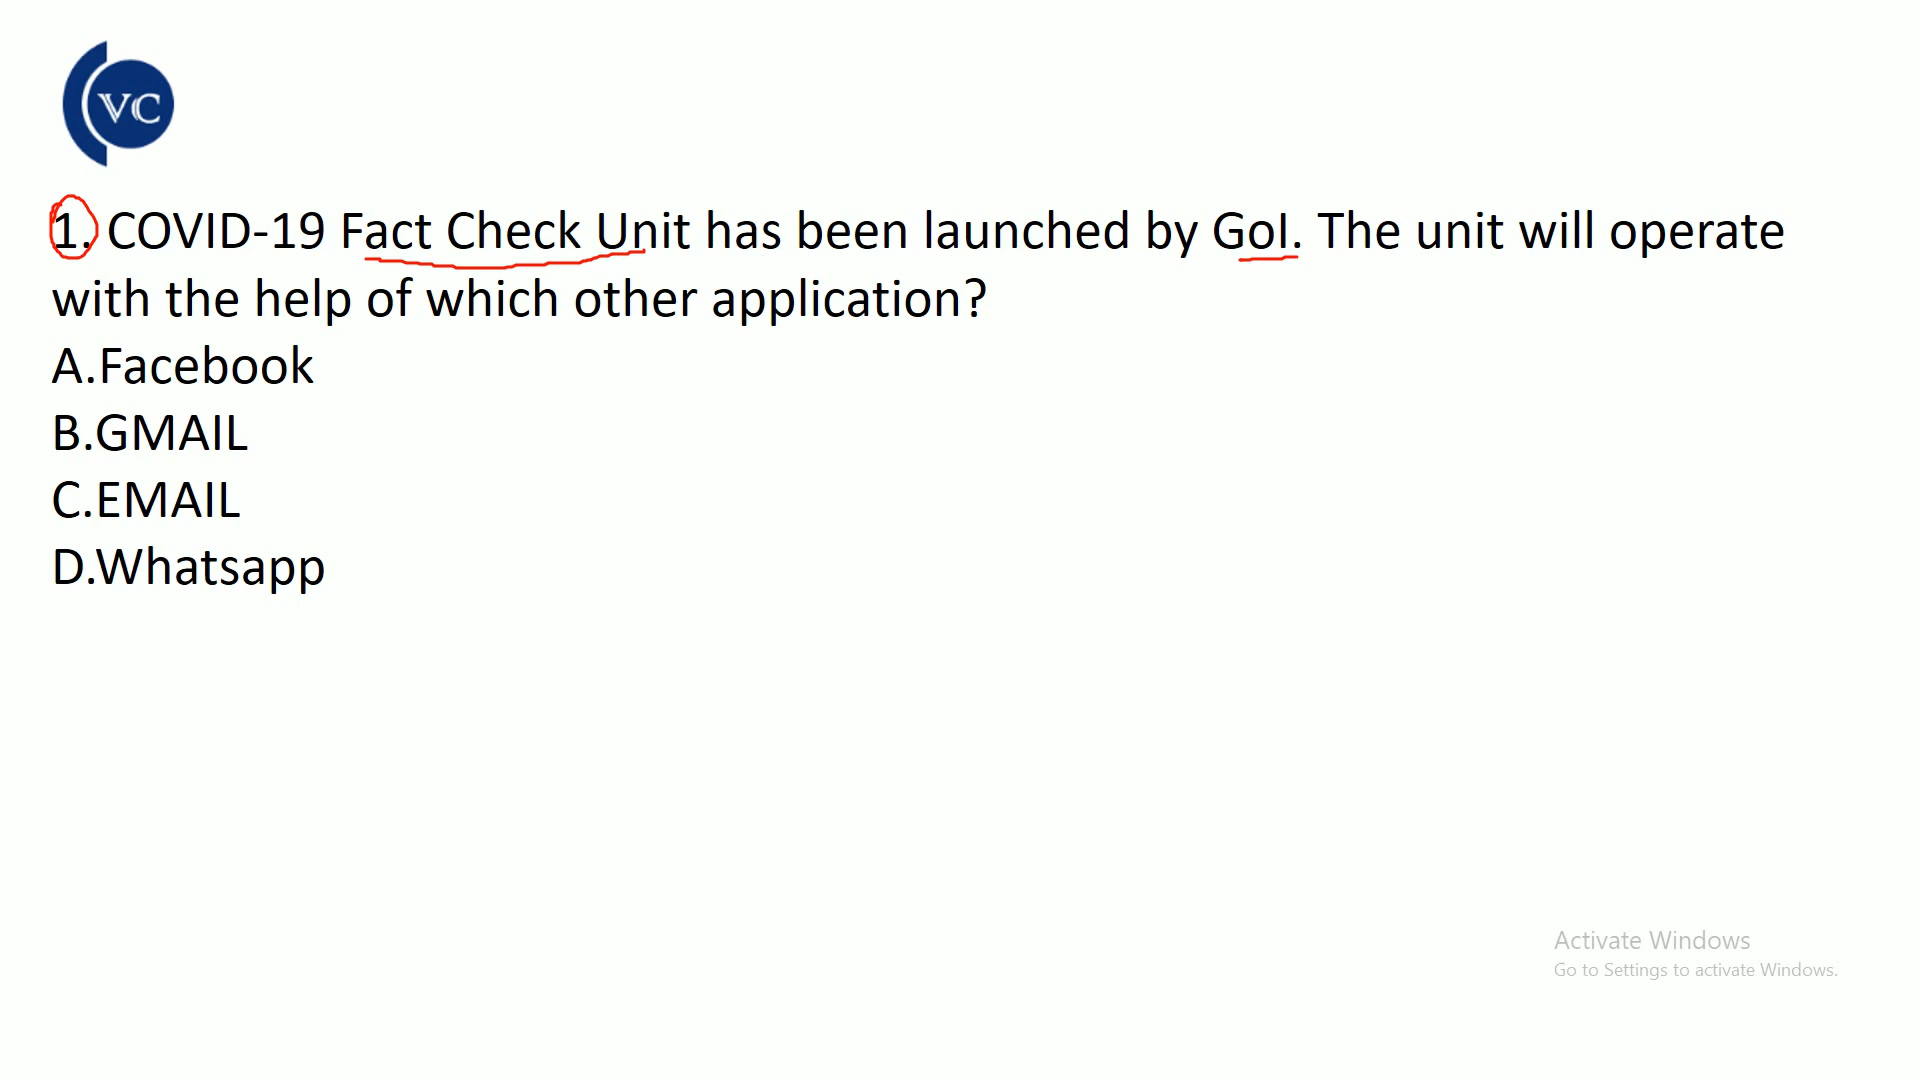 VC
1. COVID-19 Fact Check Unit has been launched by GoI. The unit will operate
with the help of which other application?
A.Facebook
B.GMAIL
C.EMAIL
D.Whatsapp
Activate Windows
Go to Settings to activate Windows.